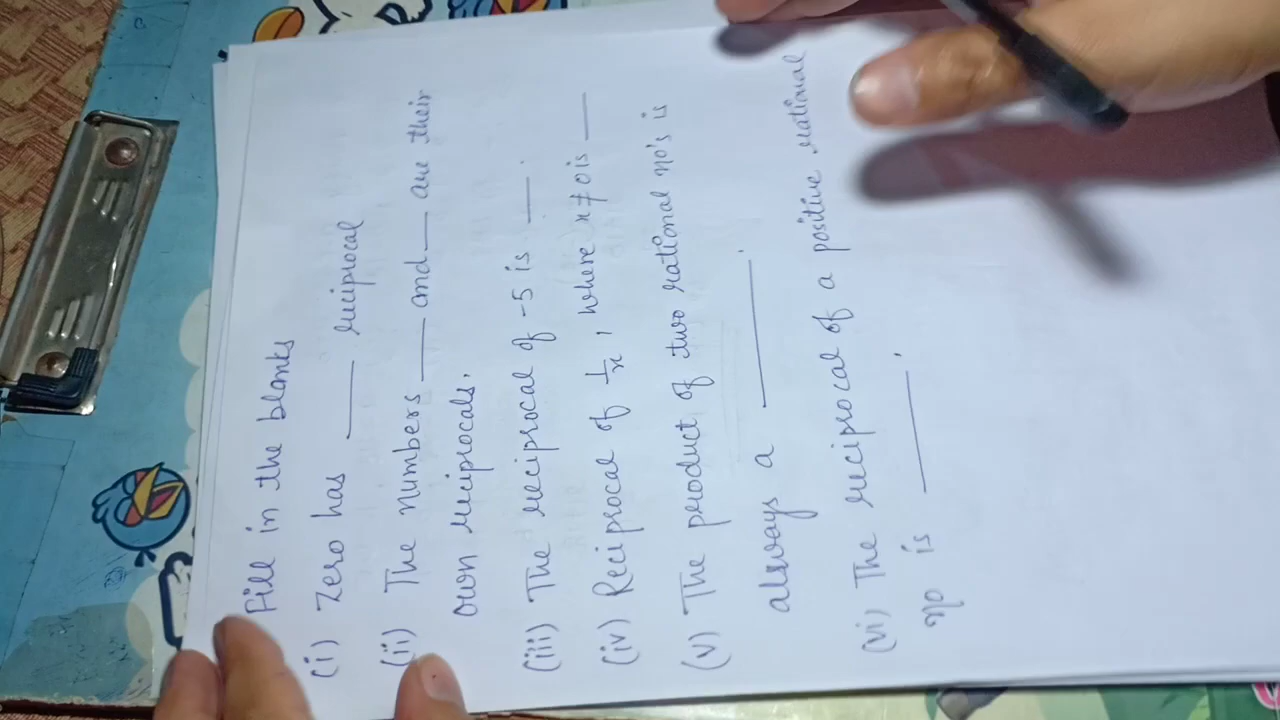 Fill in the blanks
(i) Zero has ____ reciprocal
(ii) The numbers ____ and ____ are their
own reciprocals.
(iii) The reciprocal of -5 is ____.
(iv) Reciprocal of 1/x, where x ≠ 0 is ____
(v) The product of two rational no's is
always a ____.
(vi) The reciprocal of a positive rational
no is ____.